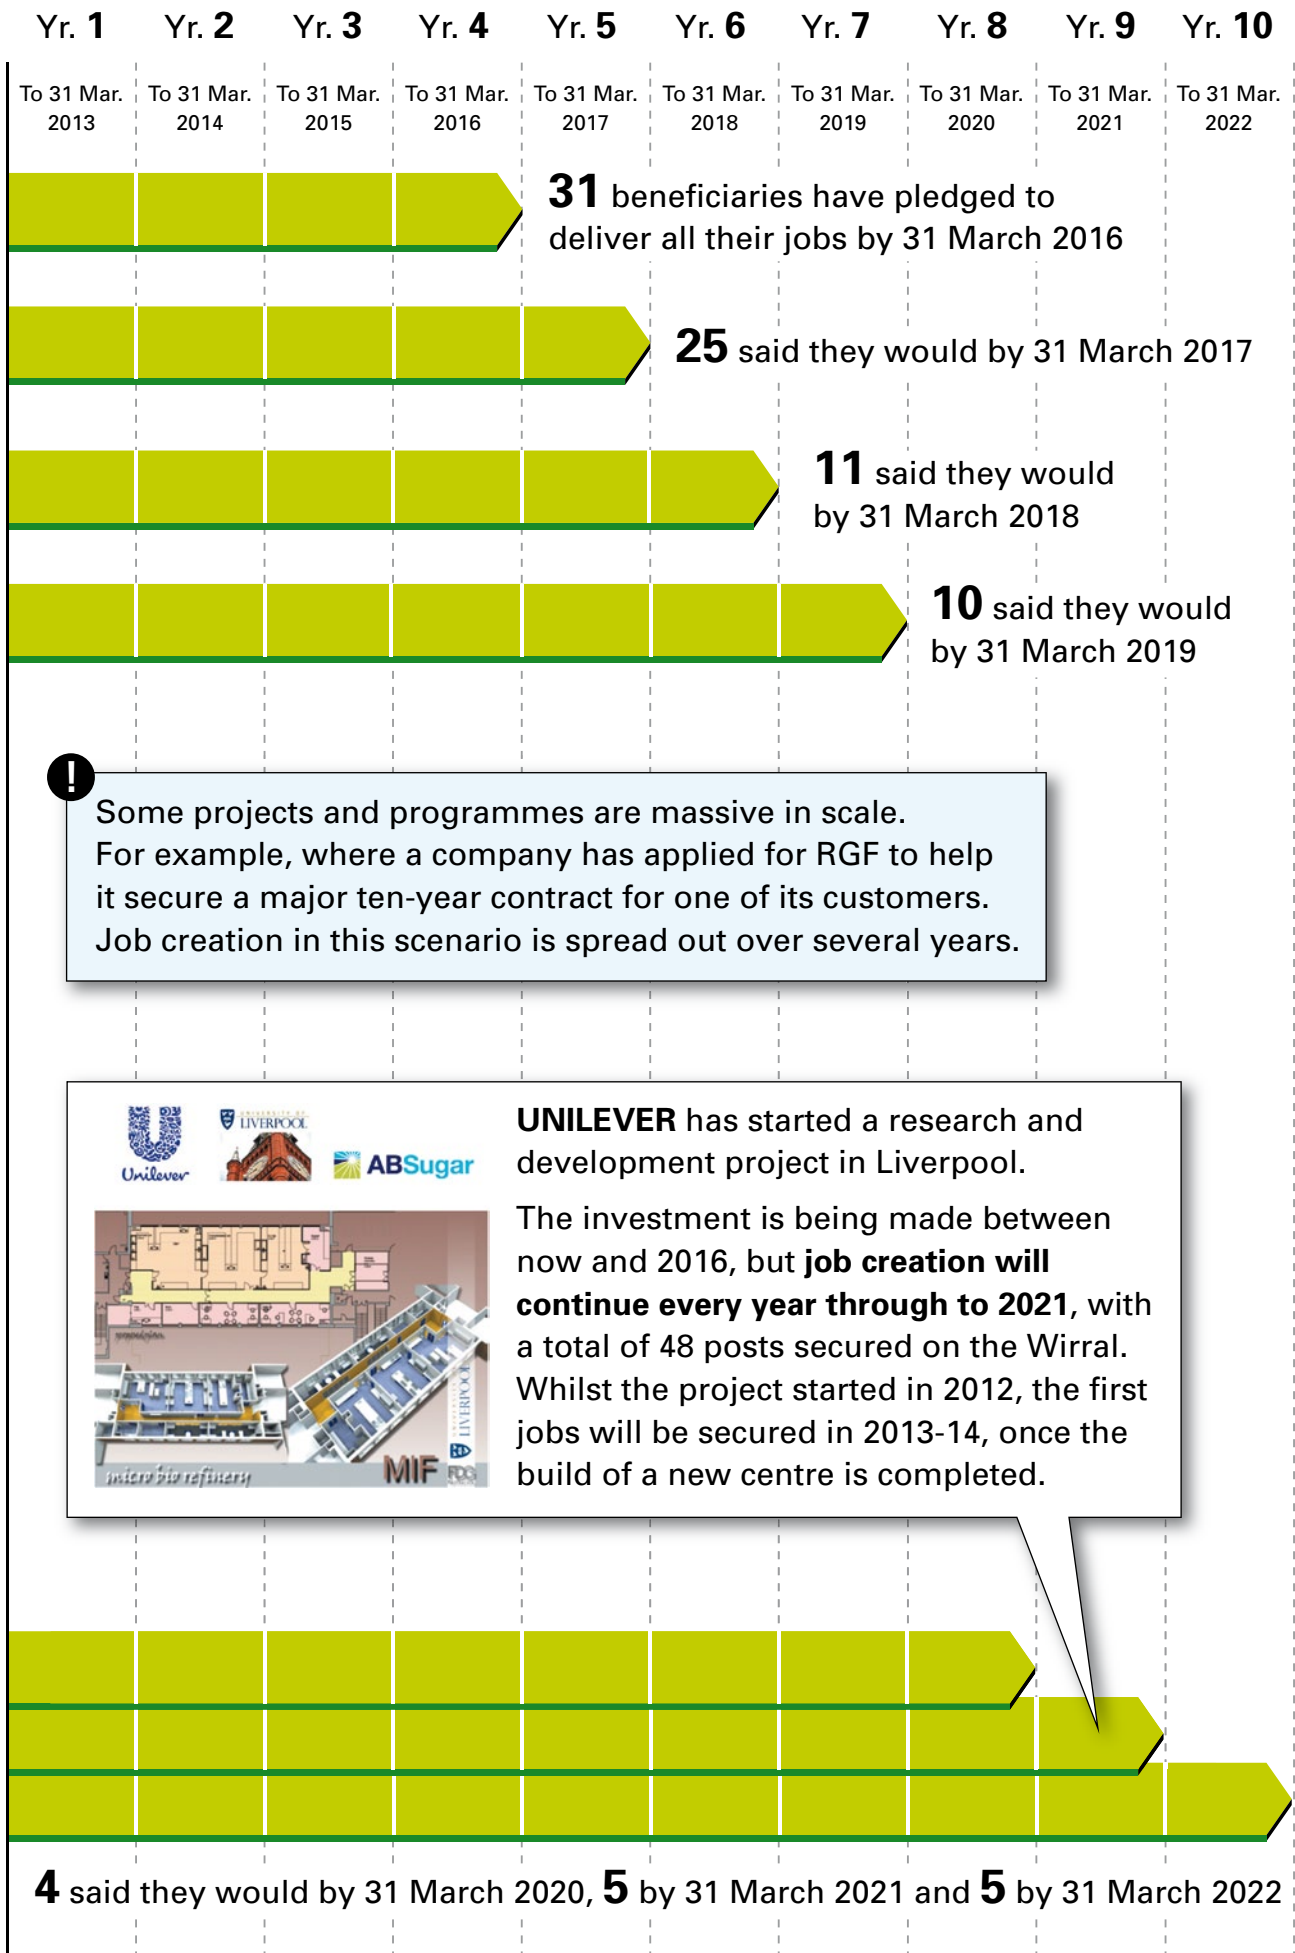 Yr. 1 Yr. 2 Yr. 3 Yr. 4 Yr. 5 Yr. 6 Yr. 7 Yr. 8 Yr. 9 Yr. 10
To 31 Mar. To 31 Mar. To 31 Mar. To 31 Mar. To 31 Mar. To 31 Mar. To 31 Mar. To 31 Mar. To 31 Mar. To 31 Mar.
2013 2014 2015 2016 2017 2018 2019 2020 2021 2022
31 beneficiaries have pledged to
deliver all their jobs by 31 March 2016
25 said they would by 31 March 2017
11 said they would
by 31 March 2018
10 said they would
by 31 March 2019
!
Some projects and programmes are massive in scale.
For example, where a company has applied for RGF to help
it secure a major ten-year contract for one of its customers.
Job creation in this scenario is spread out over several years.
Unilever
UNIVERSITY OF
LIVERPOOL
ABSugar
micro bio refinery
MIF
LIVERPOOL
UNILEVER has started a research and
development project in Liverpool.
The investment is being made between
now and 2016, but job creation will
continue every year through to 2021, with
a total of 48 posts secured on the Wirral.
Whilst the project started in 2012, the first
jobs will be secured in 2013-14, once the
build of a new centre is completed.
4 said they would by 31 March 2020, 5 by 31 March 2021 and 5 by 31 March 2022